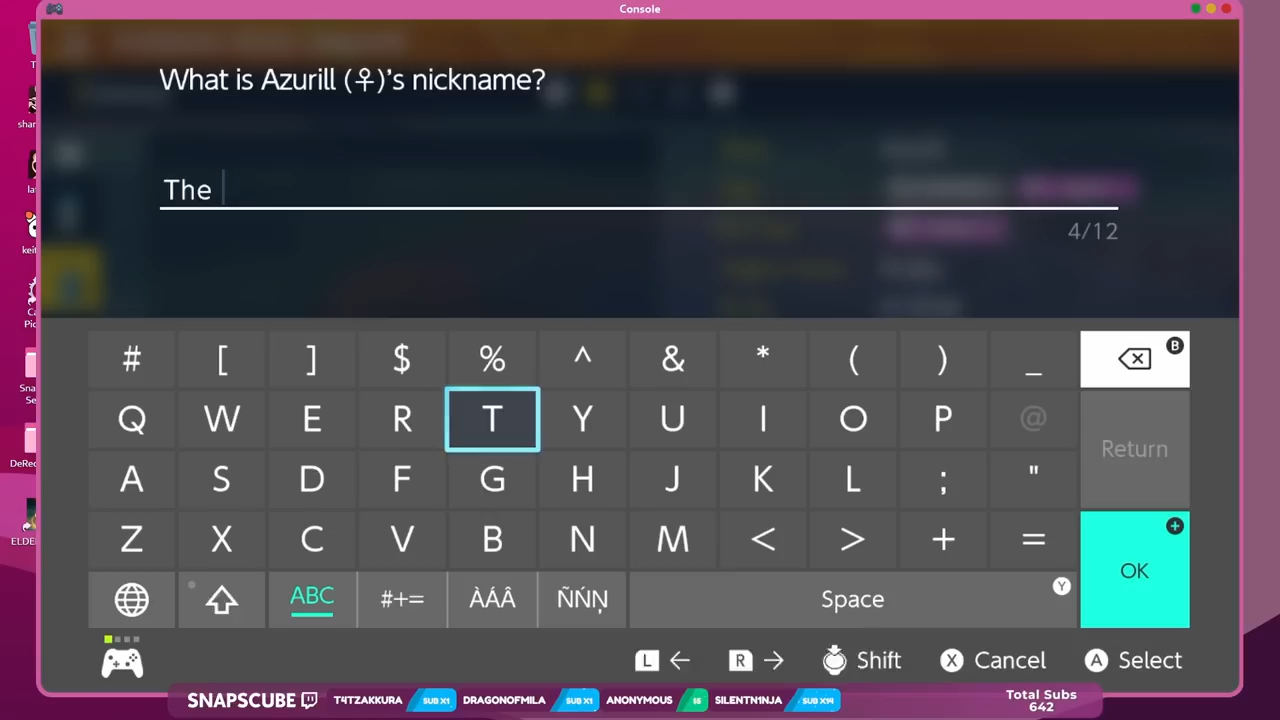 Console
What is Azurill (♀)'s nickname?
The
4/12
# [ ] $ % ^ & * ( ) _ B
Q W E R T Y U I O P @ Return
A S D F G H J K L ; "
Z X C V B N M < > + = + OK
ABC #+= ÀÁÂ ÑŃŅ Space Y
L ← R → Shift X Cancel A Select
SNAPSCUBE T4TZAKKURA SUB X1 DRAGONOFMILA SUB X1 ANONYMOUS $5 SILENTN1NJA SUB X14 Total Subs
642